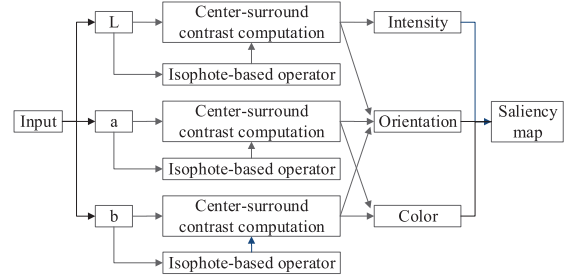 L
Center-surround
contrast computation
Intensity
Isophote-based operator
Input
a
Center-surround
contrast computation
Orientation
Saliency
map
Isophote-based operator
b
Center-surround
contrast computation
Color
Isophote-based operator